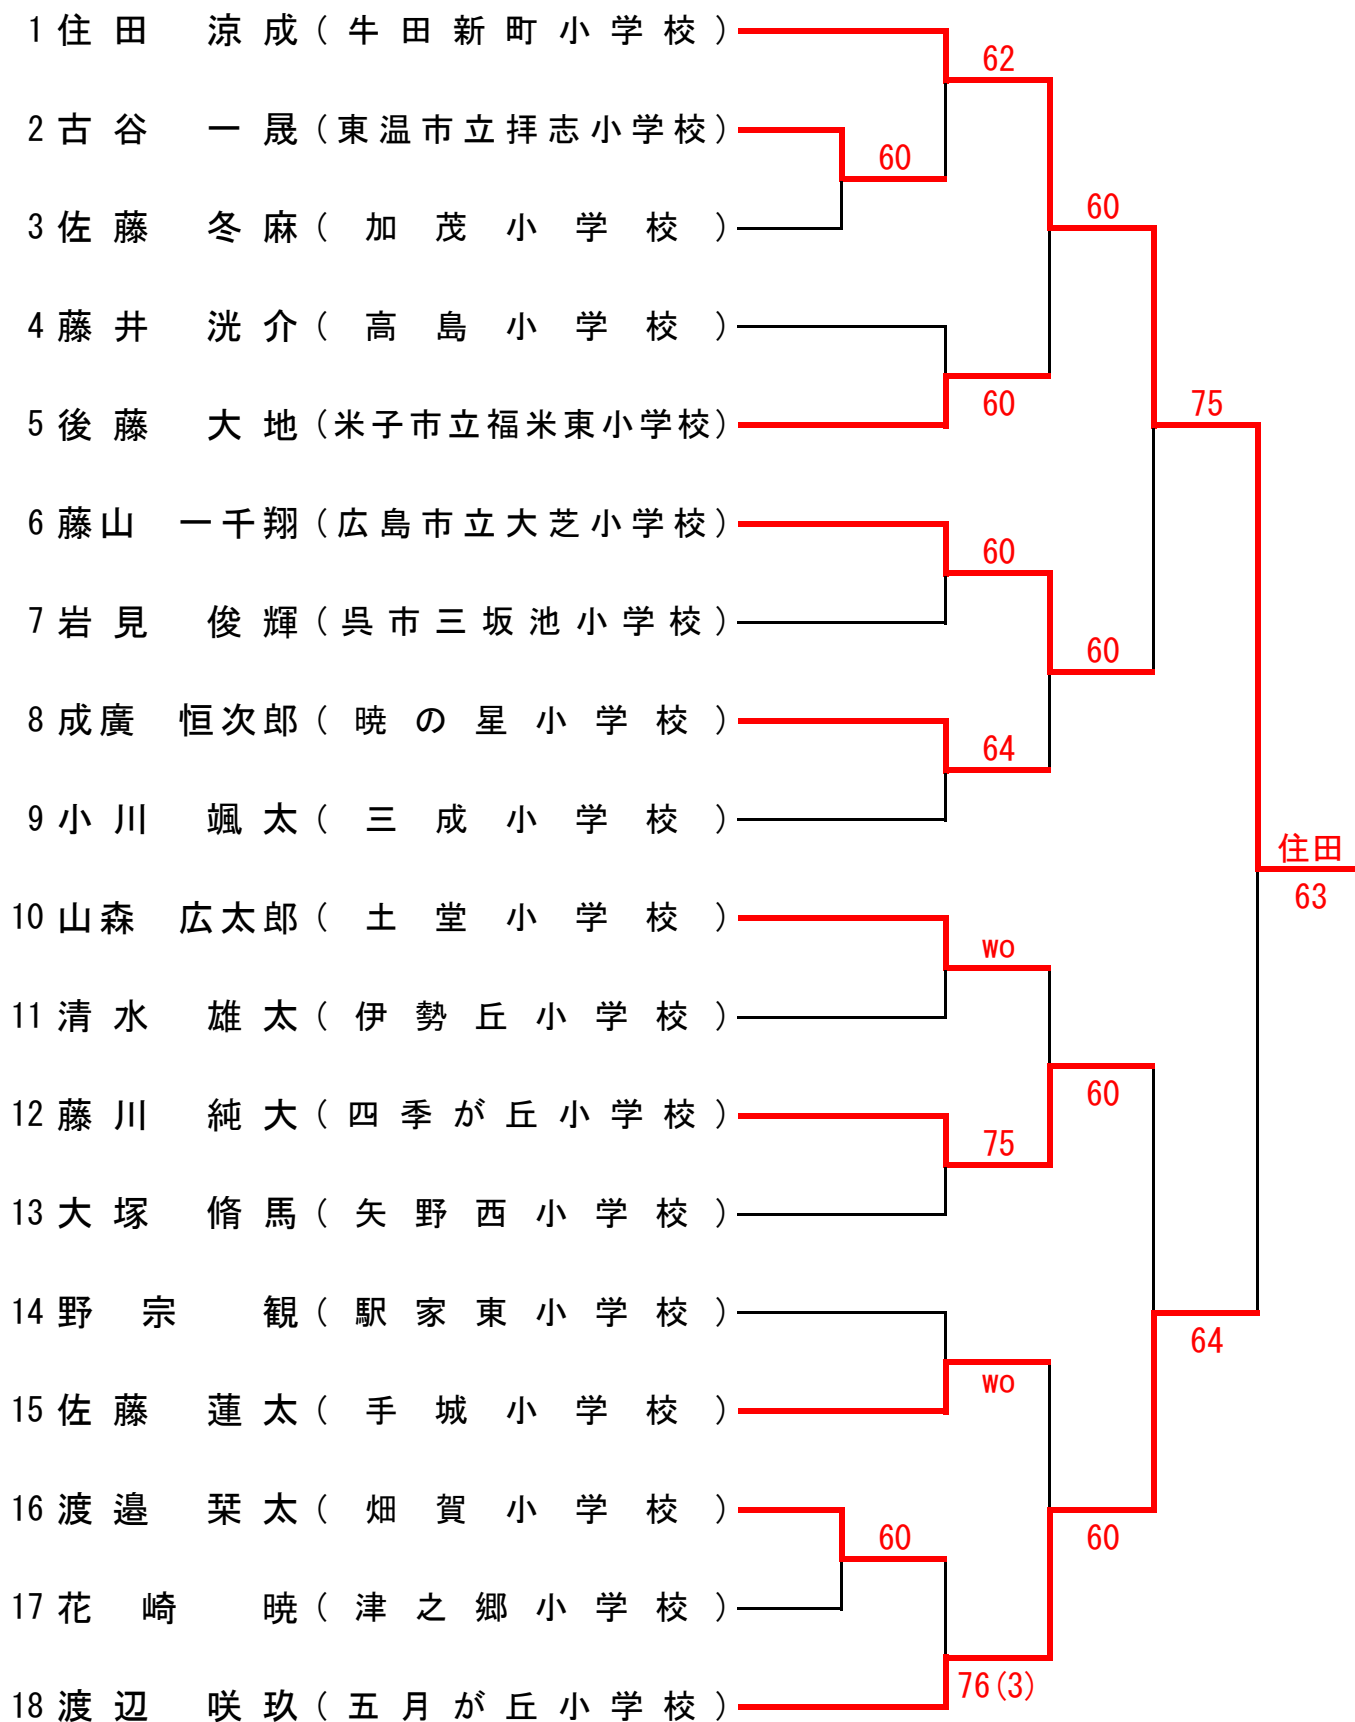 1 住田 涼成 (牛田新町小学校)
62
2 古谷 一晟 (東温市立拝志小学校)
60
3 佐藤 冬麻 (加茂小学校)
60
4 藤井 洸介 (高島小学校)
60
75
5 後藤 大地 (米子市立福米東小学校)
6 藤山 一千翔 (広島市立大芝小学校)
60
7 岩見 俊輝 (呉市三坂池小学校)
60
8 成廣 恒次郎 (暁の星小学校)
64
9 小川 颯太 (三成小学校)
住田
63
10 山森 広太郎 (土堂小学校)
wo
11 清水 雄太 (伊勢丘小学校)
60
12 藤川 純大 (四季が丘小学校)
75
13 大塚 脩馬 (矢野西小学校)
14 野宗 観 (駅家東小学校)
64
wo
15 佐藤 蓮太 (手城小学校)
16 渡邉 栞太 (畑賀小学校)
60
60
17 花崎 暁 (津之郷小学校)
76(3)
18 渡辺 咲玖 (五月が丘小学校)